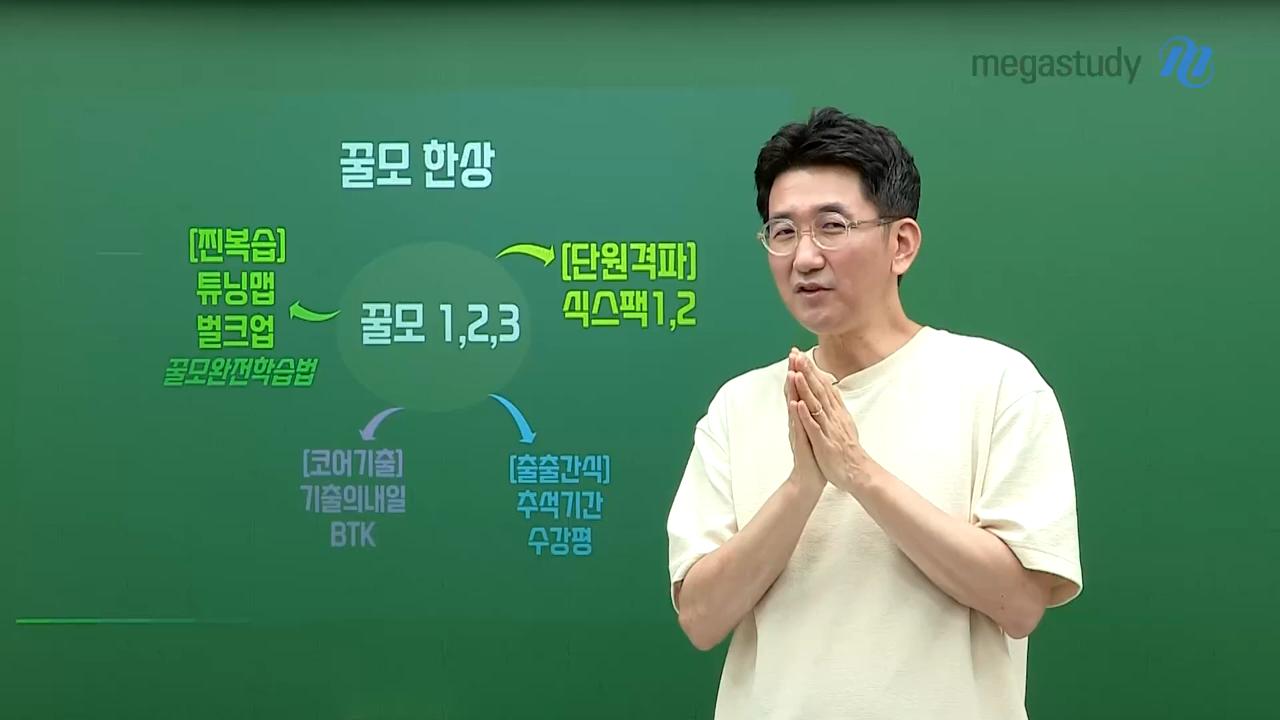 megastudy
꿀모 한상
[찐복습]
튜닝맵
벌크업
꿀모완전학습법
꿀모 1,2,3
[단원격파]
식스팩1,2
[코어기출]
기출의내일
BTK
[출출간식]
추석기간
수강평